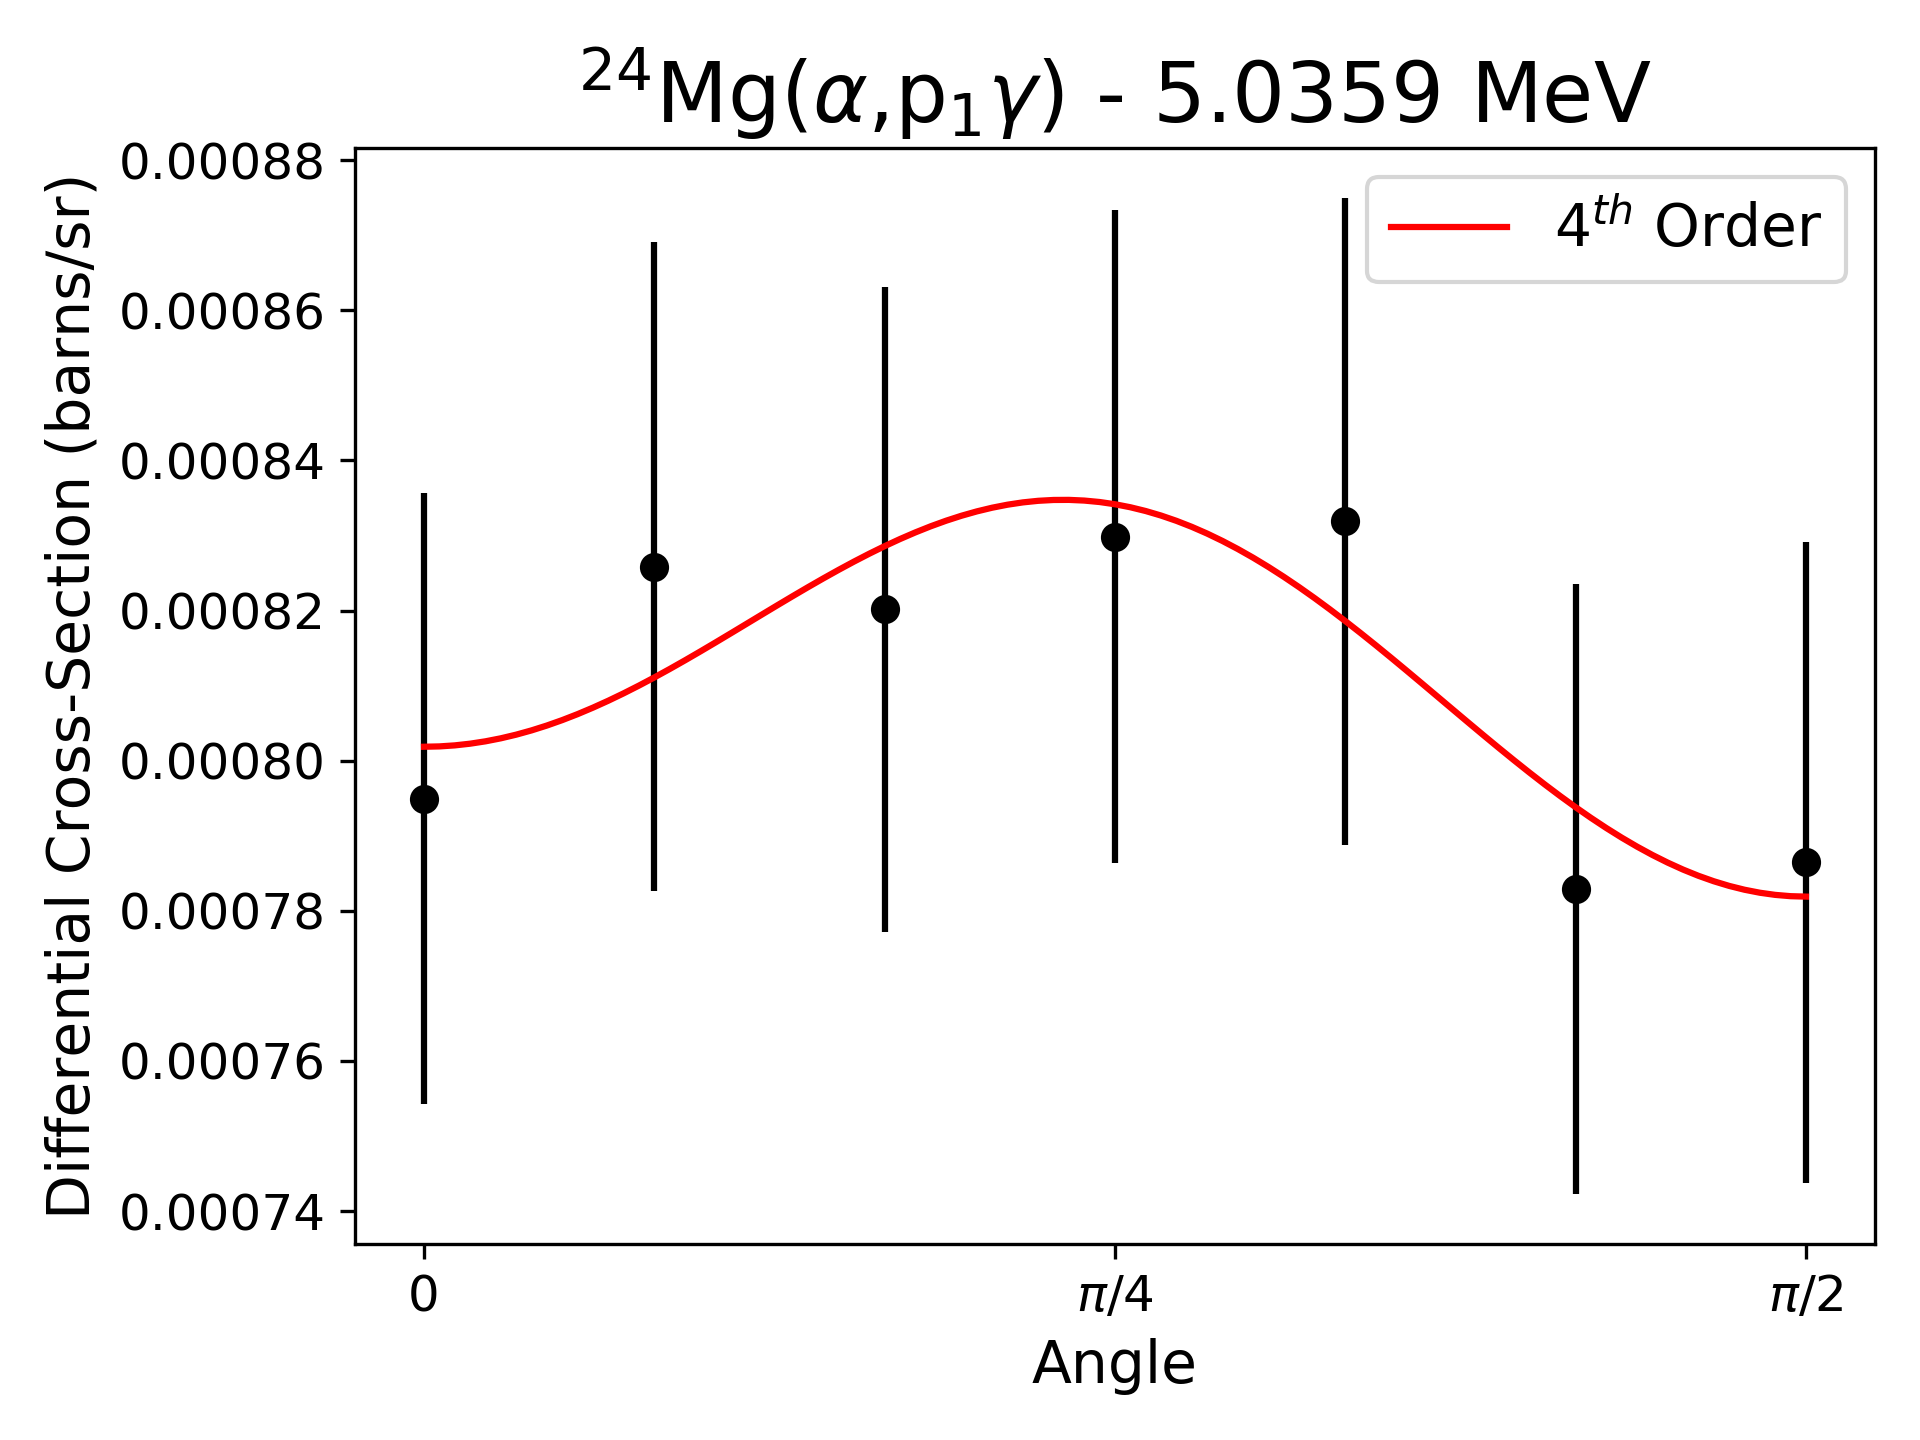 ²⁴Mg(α,p₁γ) - 5.0359 MeV
Differential Cross-Section (barns/sr)
0.00088
0.00086
0.00084
0.00082
0.00080
0.00078
0.00076
0.00074
4ᵗʰ Order
0
π/4
π/2
Angle